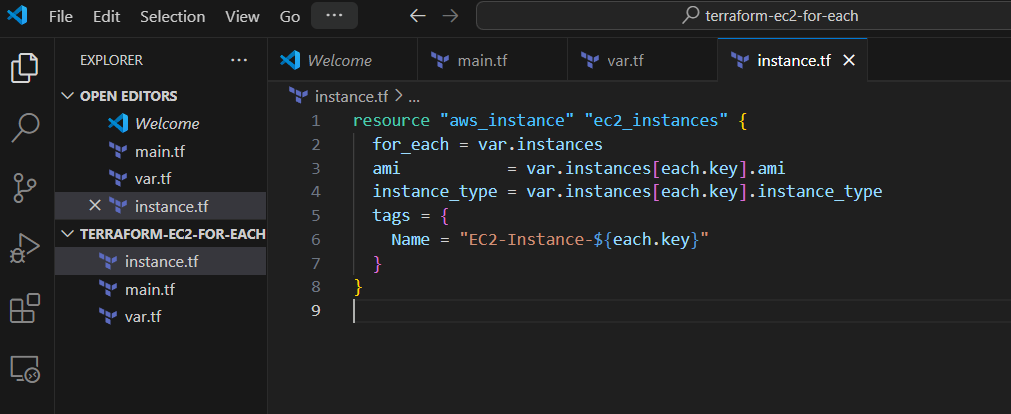 File Edit Selection View Go ··· ← → terraform-ec2-for-each
EXPLORER ···
Welcome main.tf var.tf instance.tf ×
OPEN EDITORS
Welcome
main.tf
var.tf
× instance.tf
TERRAFORM-EC2-FOR-EACH
instance.tf
main.tf
var.tf
instance.tf > ...
1 resource "aws_instance" "ec2_instances" {
2   for_each = var.instances
3   ami           = var.instances[each.key].ami
4   instance_type = var.instances[each.key].instance_type
5   tags = {
6     Name = "EC2-Instance-${each.key}"
7   }
8 }
9